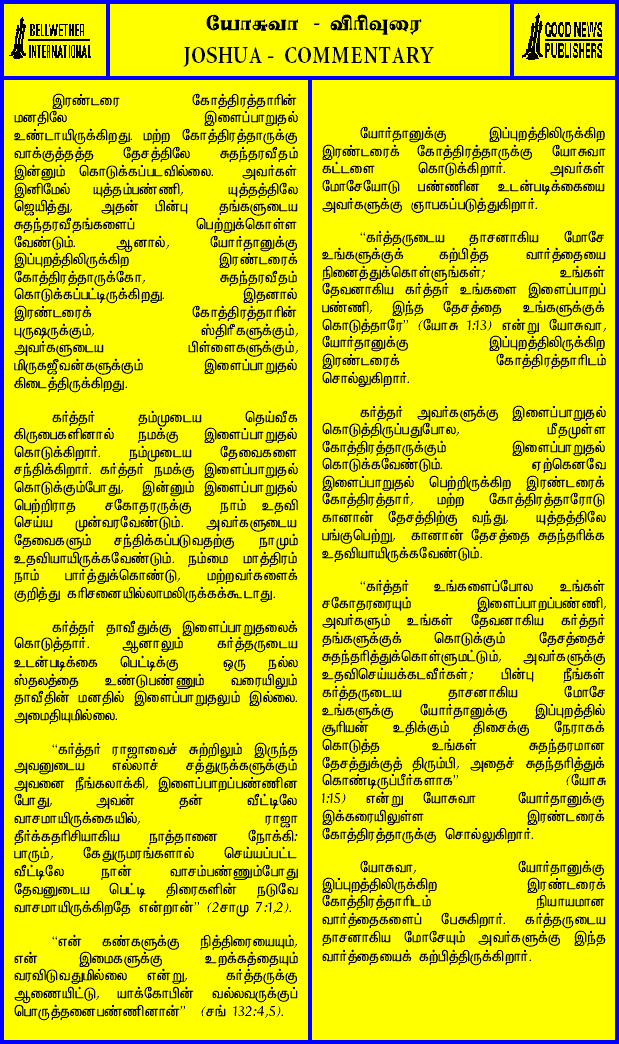 BELLWETHER
INTERNATIONAL
யோசுவா - விரிவுரை
JOSHUA - COMMENTARY
GOOD NEWS
PUBLISHERS
இரண்டரை கோத்திரத்தாரின்
மனதிலே இளைப்பாறுதல்
உண்டாயிருக்கிறது. மற்ற கோத்திரத்தாருக்கு
வாக்குத்தத்த தேசத்திலே சுதந்தரவீதம்
இன்னும் கொடுக்கப்படவில்லை. அவர்கள்
இனிமேல் யுத்தம்பண்ணி, யுத்தத்திலே
ஜெயித்து, அதன் பின்பு தங்களுடைய
சுதந்தரவீதங்களைப் பெற்றுக்கொள்ள
வேண்டும். ஆனால், யோர்தானுக்கு
இப்புறத்திலிருக்கிற இரண்டரைக்
கோத்திரத்தாருக்கோ, சுதந்தரவீதம்
கொடுக்கப்பட்டிருக்கிறது. இதனால்
இரண்டரைக் கோத்திரத்தாரின்
புருஷருக்கும், ஸ்திரீகளுக்கும்,
அவர்களுடைய பிள்ளைகளுக்கும்,
மிருகஜீவன்களுக்கும் இளைப்பாறுதல்
கிடைத்திருக்கிறது.
கர்த்தர் தம்முடைய தெய்வீக
கிருபைகளினால் நமக்கு இளைப்பாறுதல்
கொடுக்கிறார். நம்முடைய தேவைகளை
சந்திக்கிறார். கர்த்தர் நமக்கு இளைப்பாறுதல்
கொடுக்கும்போது, இன்னும் இளைப்பாறுதல்
பெற்றிராத சகோதரருக்கு நாம் உதவி
செய்ய முன்வரவேண்டும். அவர்களுடைய
தேவைகளும் சந்திக்கப்படுவதற்கு நாமும்
உதவியாயிருக்கவேண்டும். நம்மை மாத்திரம்
நாம் பார்த்துக்கொண்டு, மற்றவர்களைக்
குறித்து கரிசனையில்லாமலிருக்கக்கூடாது.
கர்த்தர் தாவீதுக்கு இளைப்பாறுதலைக்
கொடுத்தார். ஆனாலும் கர்த்தருடைய
உடன்படிக்கை பெட்டிக்கு ஒரு நல்ல
ஸ்தலத்தை உண்டுபண்ணும் வரையிலும்
தாவீதின் மனதில் இளைப்பாறுதலும் இல்லை.
அமைதியுமில்லை.
“கர்த்தர் ராஜாவைச் சுற்றிலும் இருந்த
அவனுடைய எல்லாச் சத்துருக்களுக்கும்
அவனை நீங்கலாக்கி, இளைப்பாறப்பண்ணின
போது, அவன் தன் வீட்டிலே
வாசமாயிருக்கையில், ராஜா
தீர்க்கதரிசியாகிய நாத்தானை நோக்கி:
பாரும், கேதுருமரங்களால் செய்யப்பட்ட
வீட்டிலே நான் வாசம்பண்ணும்போது
தேவனுடைய பெட்டி திரைகளின் நடுவே
வாசமாயிருக்கிறதே என்றான்” (2சாமு 7:1,2).
“என் கண்களுக்கு நித்திரையையும்,
என் இமைகளுக்கு உறக்கத்தையும்
வரவிடுவதுமில்லை என்று, கர்த்தருக்கு
ஆணையிட்டு, யாக்கோபின் வல்லவருக்குப்
பொருத்தனைபண்ணினான்” (சங் 132:4,5).
யோர்தானுக்கு இப்புறத்திலிருக்கிற
இரண்டரைக் கோத்திரத்தாருக்கு யோசுவா
கட்டளை கொடுக்கிறார். அவர்கள்
மோசேயோடு பண்ணின உடன்படிக்கையை
அவர்களுக்கு ஞாபகப்படுத்துகிறார்.
“கர்த்தருடைய தாசனாகிய மோசே
உங்களுக்குக் கற்பித்த வார்த்தையை
நினைத்துக்கொள்ளுங்கள்; உங்கள்
தேவனாகிய கர்த்தர் உங்களை இளைப்பாறப்
பண்ணி, இந்த தேசத்தை உங்களுக்குக்
கொடுத்தாரே” (யோசு 1:13) என்று யோசுவா,
யோர்தானுக்கு இப்புறத்திலிருக்கிற
இரண்டரைக் கோத்திரத்தாரிடம்
சொல்லுகிறார்.
கர்த்தர் அவர்களுக்கு இளைப்பாறுதல்
கொடுத்திருப்பதுபோல, மீதமுள்ள
கோத்திரத்தாருக்கும் இளைப்பாறுதல்
கொடுக்கவேண்டும். ஏற்கெனவே
இளைப்பாறுதல் பெற்றிருக்கிற இரண்டரைக்
கோத்திரத்தார், மற்ற கோத்திரத்தாரோடு
கானான் தேசத்திற்கு வந்து, யுத்தத்திலே
பங்குபெற்று, கானான் தேசத்தை சுதந்தரிக்க
உதவியாயிருக்கவேண்டும்.
“கர்த்தர் உங்களைப்போல உங்கள்
சகோதரரையும் இளைப்பாறப்பண்ணி,
அவர்களும் உங்கள் தேவனாகிய கர்த்தர்
தங்களுக்குக் கொடுக்கும் தேசத்தைச்
சுதந்தரித்துக்கொள்ளுமட்டும், அவர்களுக்கு
உதவிசெய்யக்கடவீர்கள்; பின்பு நீங்கள்
கர்த்தருடைய தாசனாகிய மோசே
உங்களுக்கு யோர்தானுக்கு இப்புறத்தில்
சூரியன் உதிக்கும் திசைக்கு நேராகக்
கொடுத்த உங்கள் சுதந்தரமான
தேசத்துக்குத் திரும்பி, அதைச் சுதந்தரித்துக்
கொண்டிருப்பீர்களாக” (யோசு
1:15) என்று யோசுவா யோர்தானுக்கு
இக்கரையிலுள்ள இரண்டரைக்
கோத்திரத்தாருக்கு சொல்லுகிறார்.
யோசுவா, யோர்தானுக்கு
இப்புறத்திலிருக்கிற இரண்டரைக்
கோத்திரத்தாரிடம் நியாயமான
வார்த்தைகளைப் பேசுகிறார். கர்த்தருடைய
தாசனாகிய மோசேயும் அவர்களுக்கு இந்த
வார்த்தையைக் கற்பித்திருக்கிறார்.